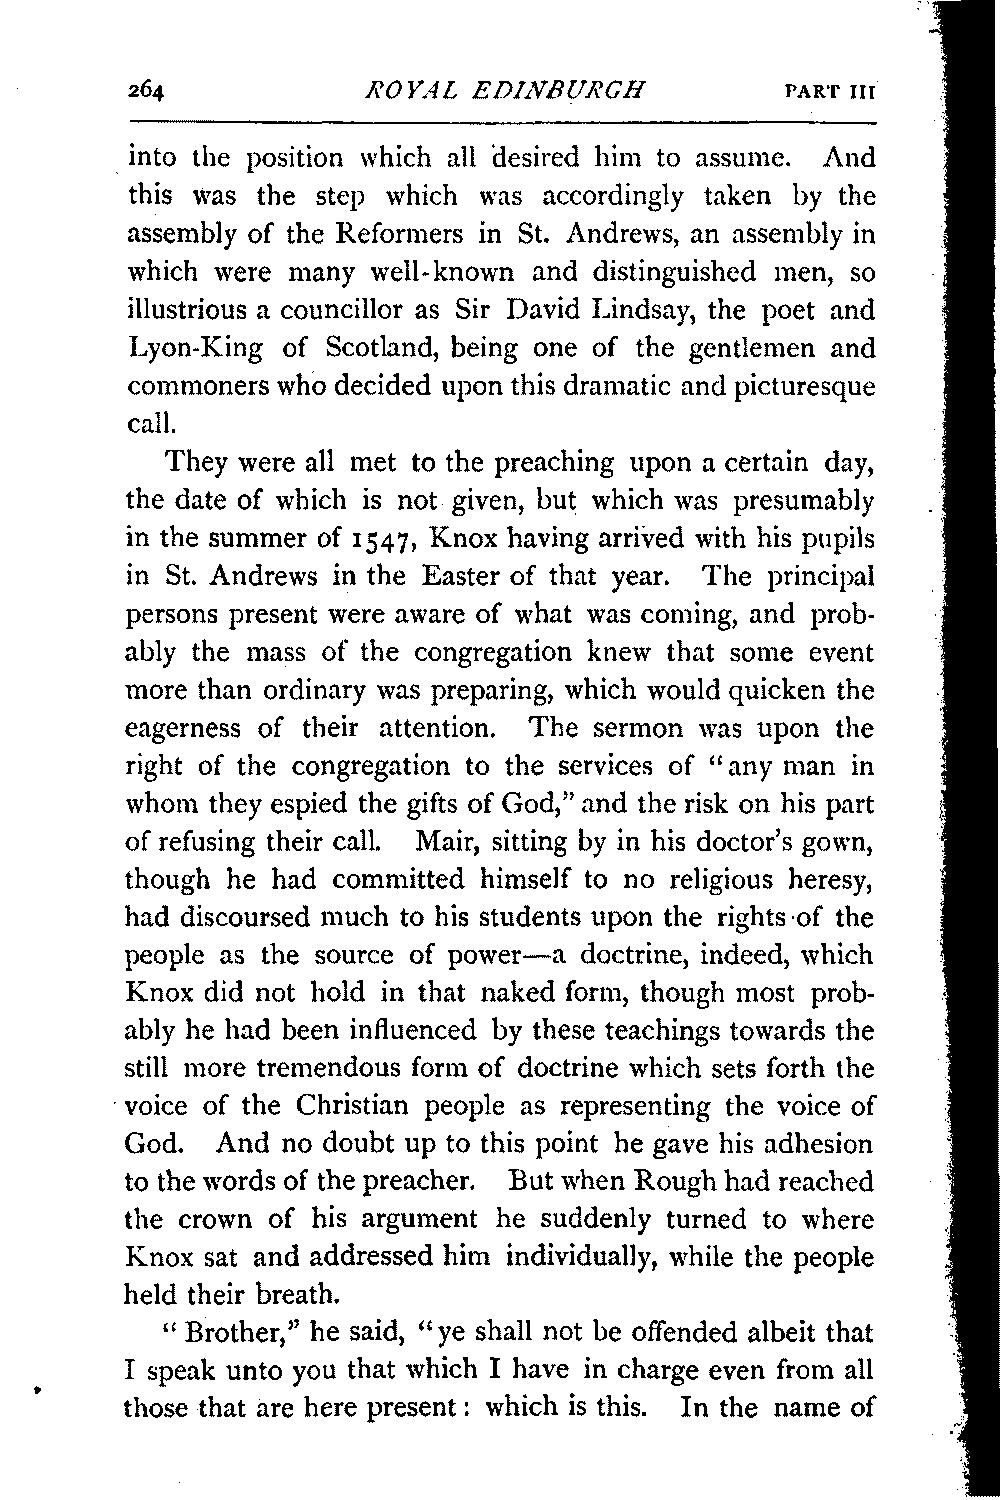 264 ROYAL EDINBURGH PART III
into the position which all desired him to assume. And
this was the step which was accordingly taken by the
assembly of the Reformers in St. Andrews, an assembly in
which were many well-known and distinguished men, so
illustrious a councillor as Sir David Lindsay, the poet and
Lyon-King of Scotland, being one of the gentlemen and
commoners who decided upon this dramatic and picturesque
call.
They were all met to the preaching upon a certain day,
the date of which is not given, but which was presumably
in the summer of 1547, Knox having arrived with his pupils
in St. Andrews in the Easter of that year. The principal
persons present were aware of what was coming, and prob-
ably the mass of the congregation knew that some event
more than ordinary was preparing, which would quicken the
eagerness of their attention. The sermon was upon the
right of the congregation to the services of "any man in
whom they espied the gifts of God," and the risk on his part
of refusing their call. Mair, sitting by in his doctor's gown,
though he had committed himself to no religious heresy,
had discoursed much to his students upon the rights of the
people as the source of power—a doctrine, indeed, which
Knox did not hold in that naked form, though most prob-
ably he had been influenced by these teachings towards the
still more tremendous form of doctrine which sets forth the
voice of the Christian people as representing the voice of
God. And no doubt up to this point he gave his adhesion
to the words of the preacher. But when Rough had reached
the crown of his argument he suddenly turned to where
Knox sat and addressed him individually, while the people
held their breath.
"Brother," he said, "ye shall not be offended albeit that
I speak unto you that which I have in charge even from all
those that are here present: which is this. In the name of